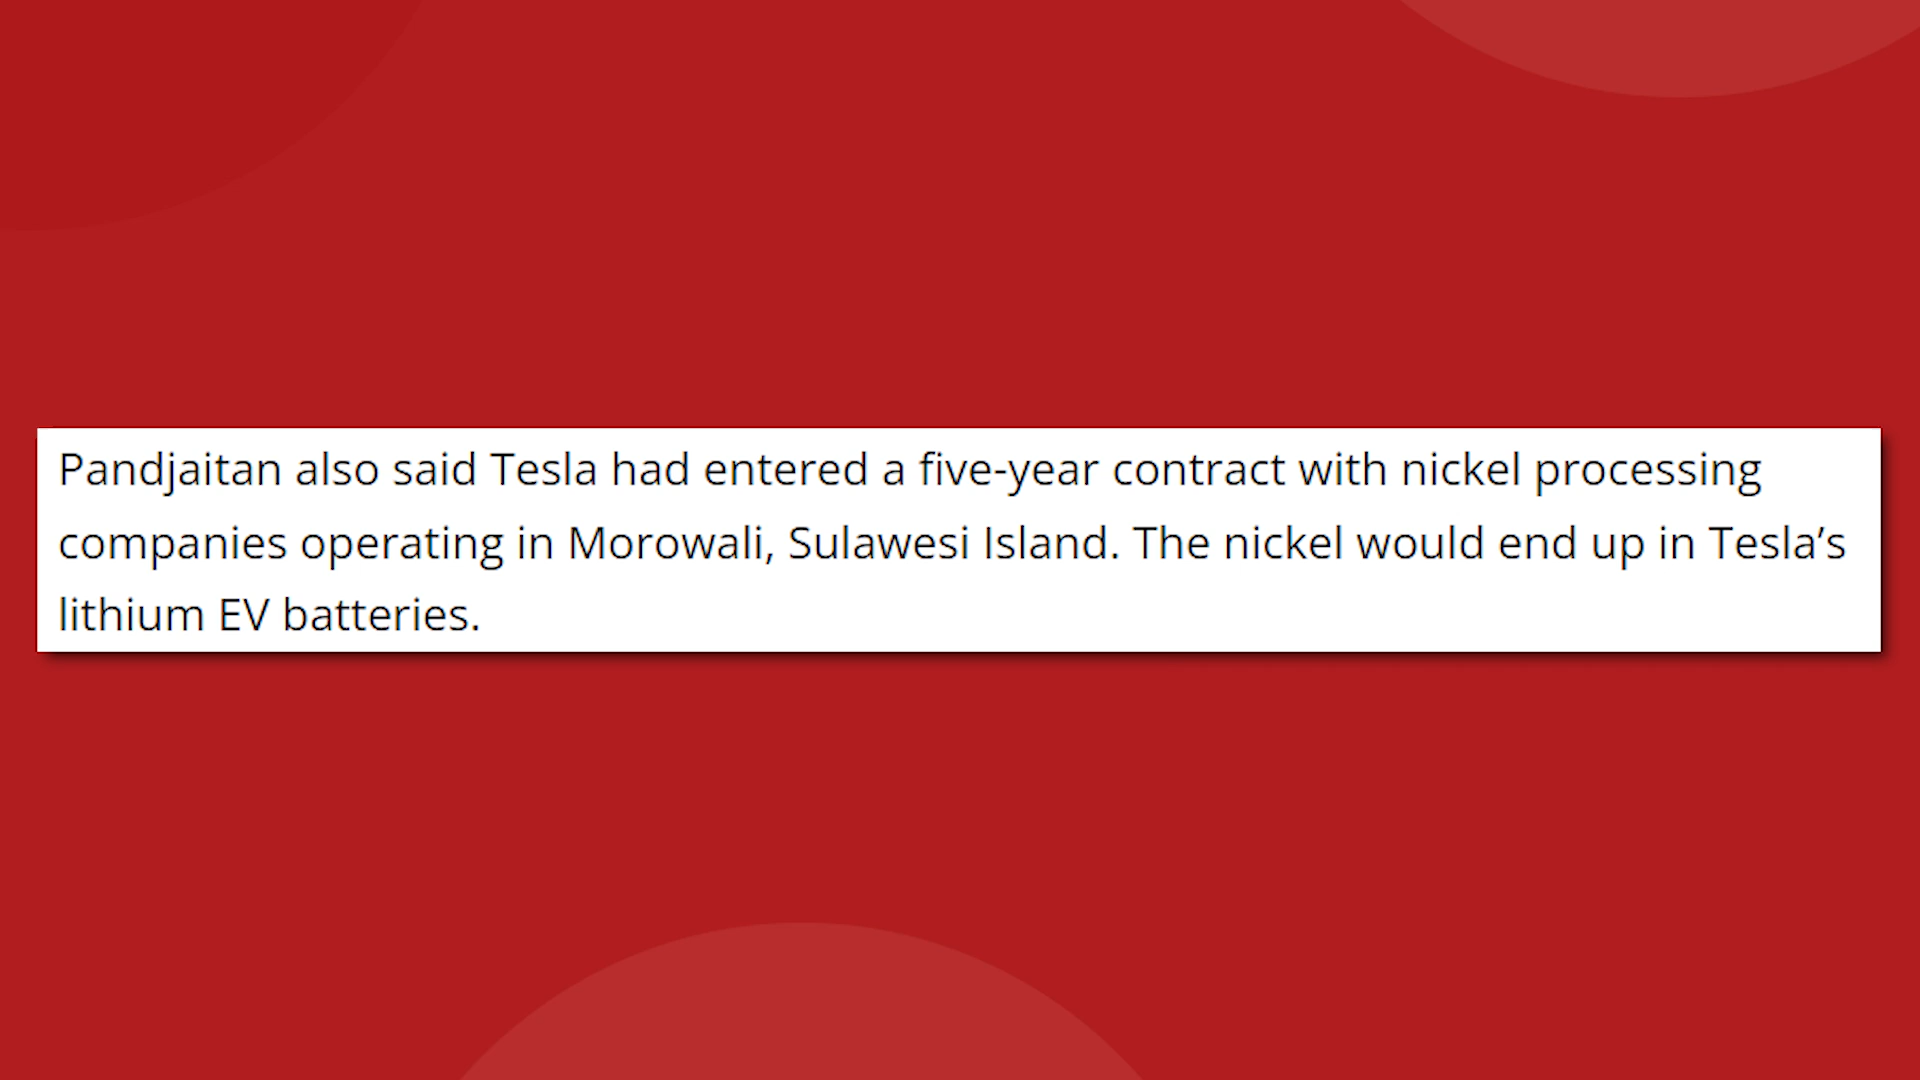 Pandjaitan also said Tesla had entered a five-year contract with nickel processing
companies operating in Morowali, Sulawesi Island. The nickel would end up in Tesla’s
lithium EV batteries.